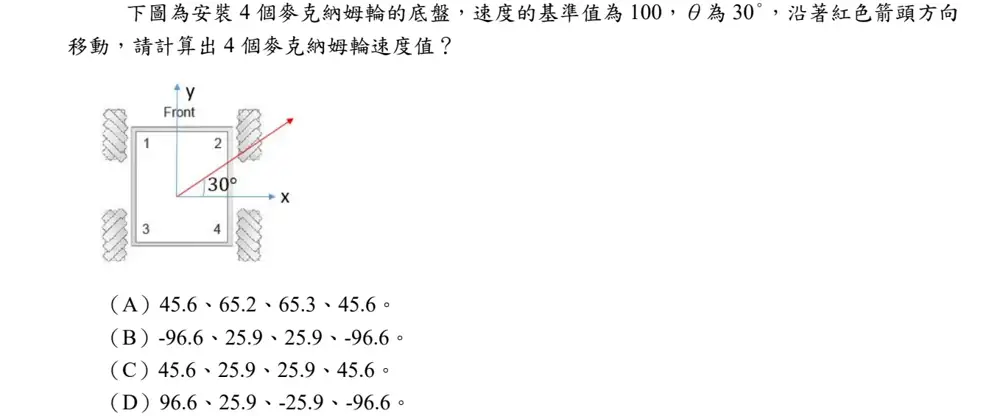 下圖為安裝 4 個麥克納姆輪的底盤，速度的基準值為 100，θ 為 30°，沿著紅色箭頭方向
移動，請計算出 4 個麥克納姆輪速度值？
y
Front
1
2
30°
x
3
4
（A）45.6、65.2、65.3、45.6。
（B）-96.6、25.9、25.9、-96.6。
（C）45.6、25.9、25.9、45.6。
（D）96.6、25.9、-25.9、-96.6。